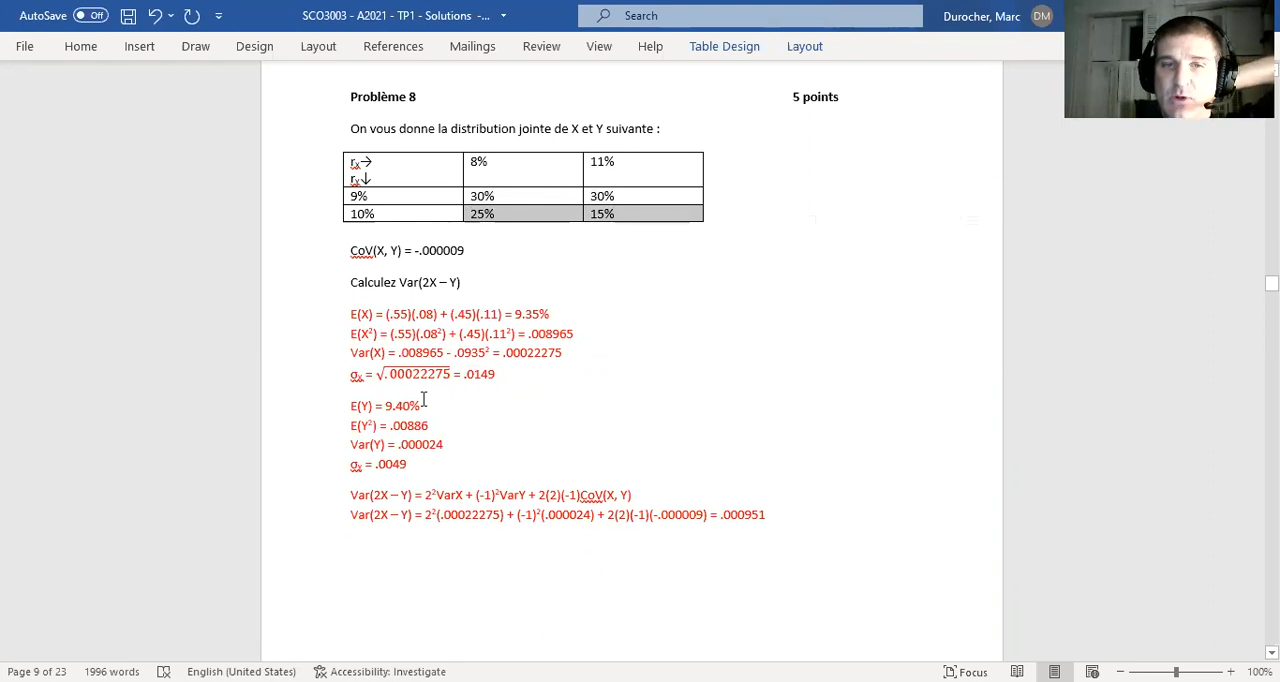 AutoSave Off SCO3003 - A2021 - TP1 - Solutions -... Search Durocher, Marc DM
File Home Insert Draw Design Layout References Mailings Review View Help Table Design Layout
Problème 8 5 points
On vous donne la distribution jointe de X et Y suivante :
rₓ→ 8% 11%
rᵧ↓
9% 30% 30%
10% 25% 15%
CoV(X, Y) = -.000009
Calculez Var(2X – Y)
E(X) = (.55)(.08) + (.45)(.11) = 9.35%
E(X²) = (.55)(.08²) + (.45)(.11²) = .008965
Var(X) = .008965 - .0935² = .00022275
σₓ = √.00022275 = .0149
E(Y) = 9.40%
E(Y²) = .00886
Var(Y) = .000024
σᵧ = .0049
Var(2X – Y) = 2²VarX + (-1)²VarY + 2(2)(-1)CoV(X, Y)
Var(2X – Y) = 2²(.00022275) + (-1)²(.000024) + 2(2)(-1)(-.000009) = .000951
Page 9 of 23 1996 words English (United States) Accessibility: Investigate Focus 100%